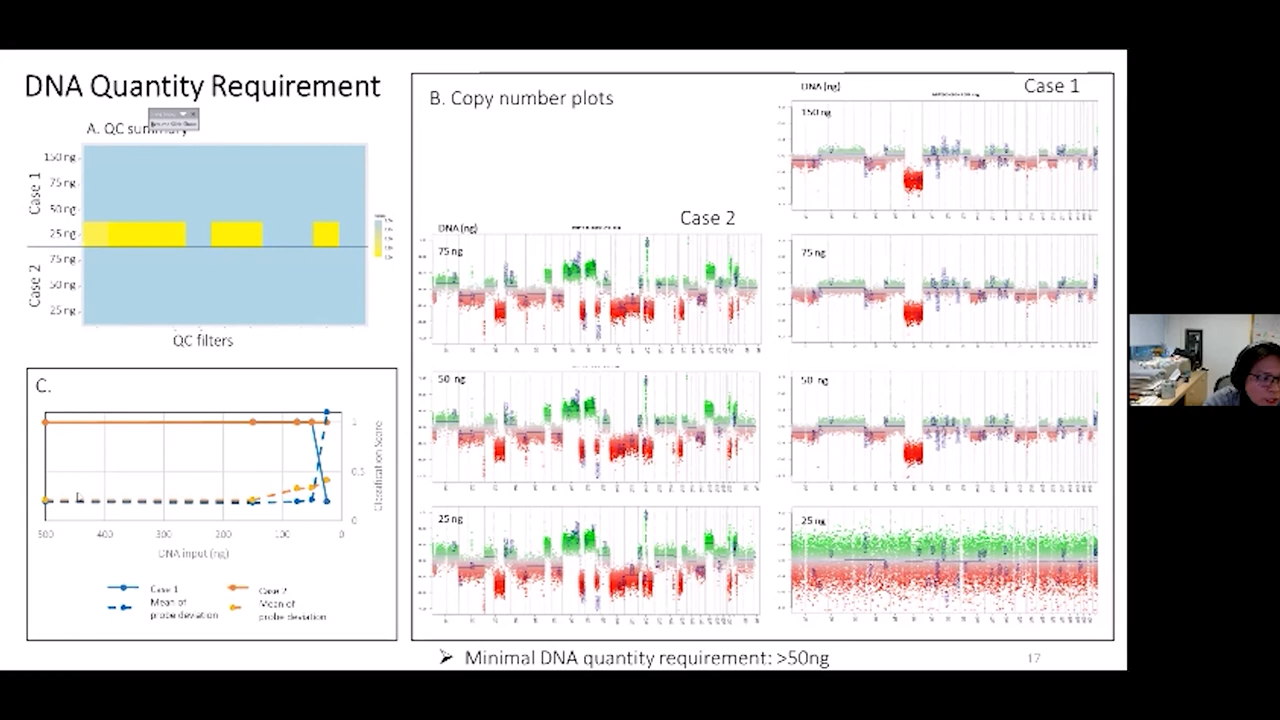 DNA Quantity Requirement
A. QC summary
Case 1
150 ng
75 ng
50 ng
25 ng
Case 2
75 ng
50 ng
25 ng
QC filters
C.
1
0.5
0
Classification Score
500
400
300
200
100
0
DNA input (ng)
Case 1
Mean of
probe deviation
Case 2
Mean of
probe deviation
B. Copy number plots
Case 2
DNA (ng)
75 ng
50 ng
25 ng
Case 1
DNA (ng)
150 ng
75 ng
50 ng
25 ng
➢ Minimal DNA quantity requirement: >50ng
17